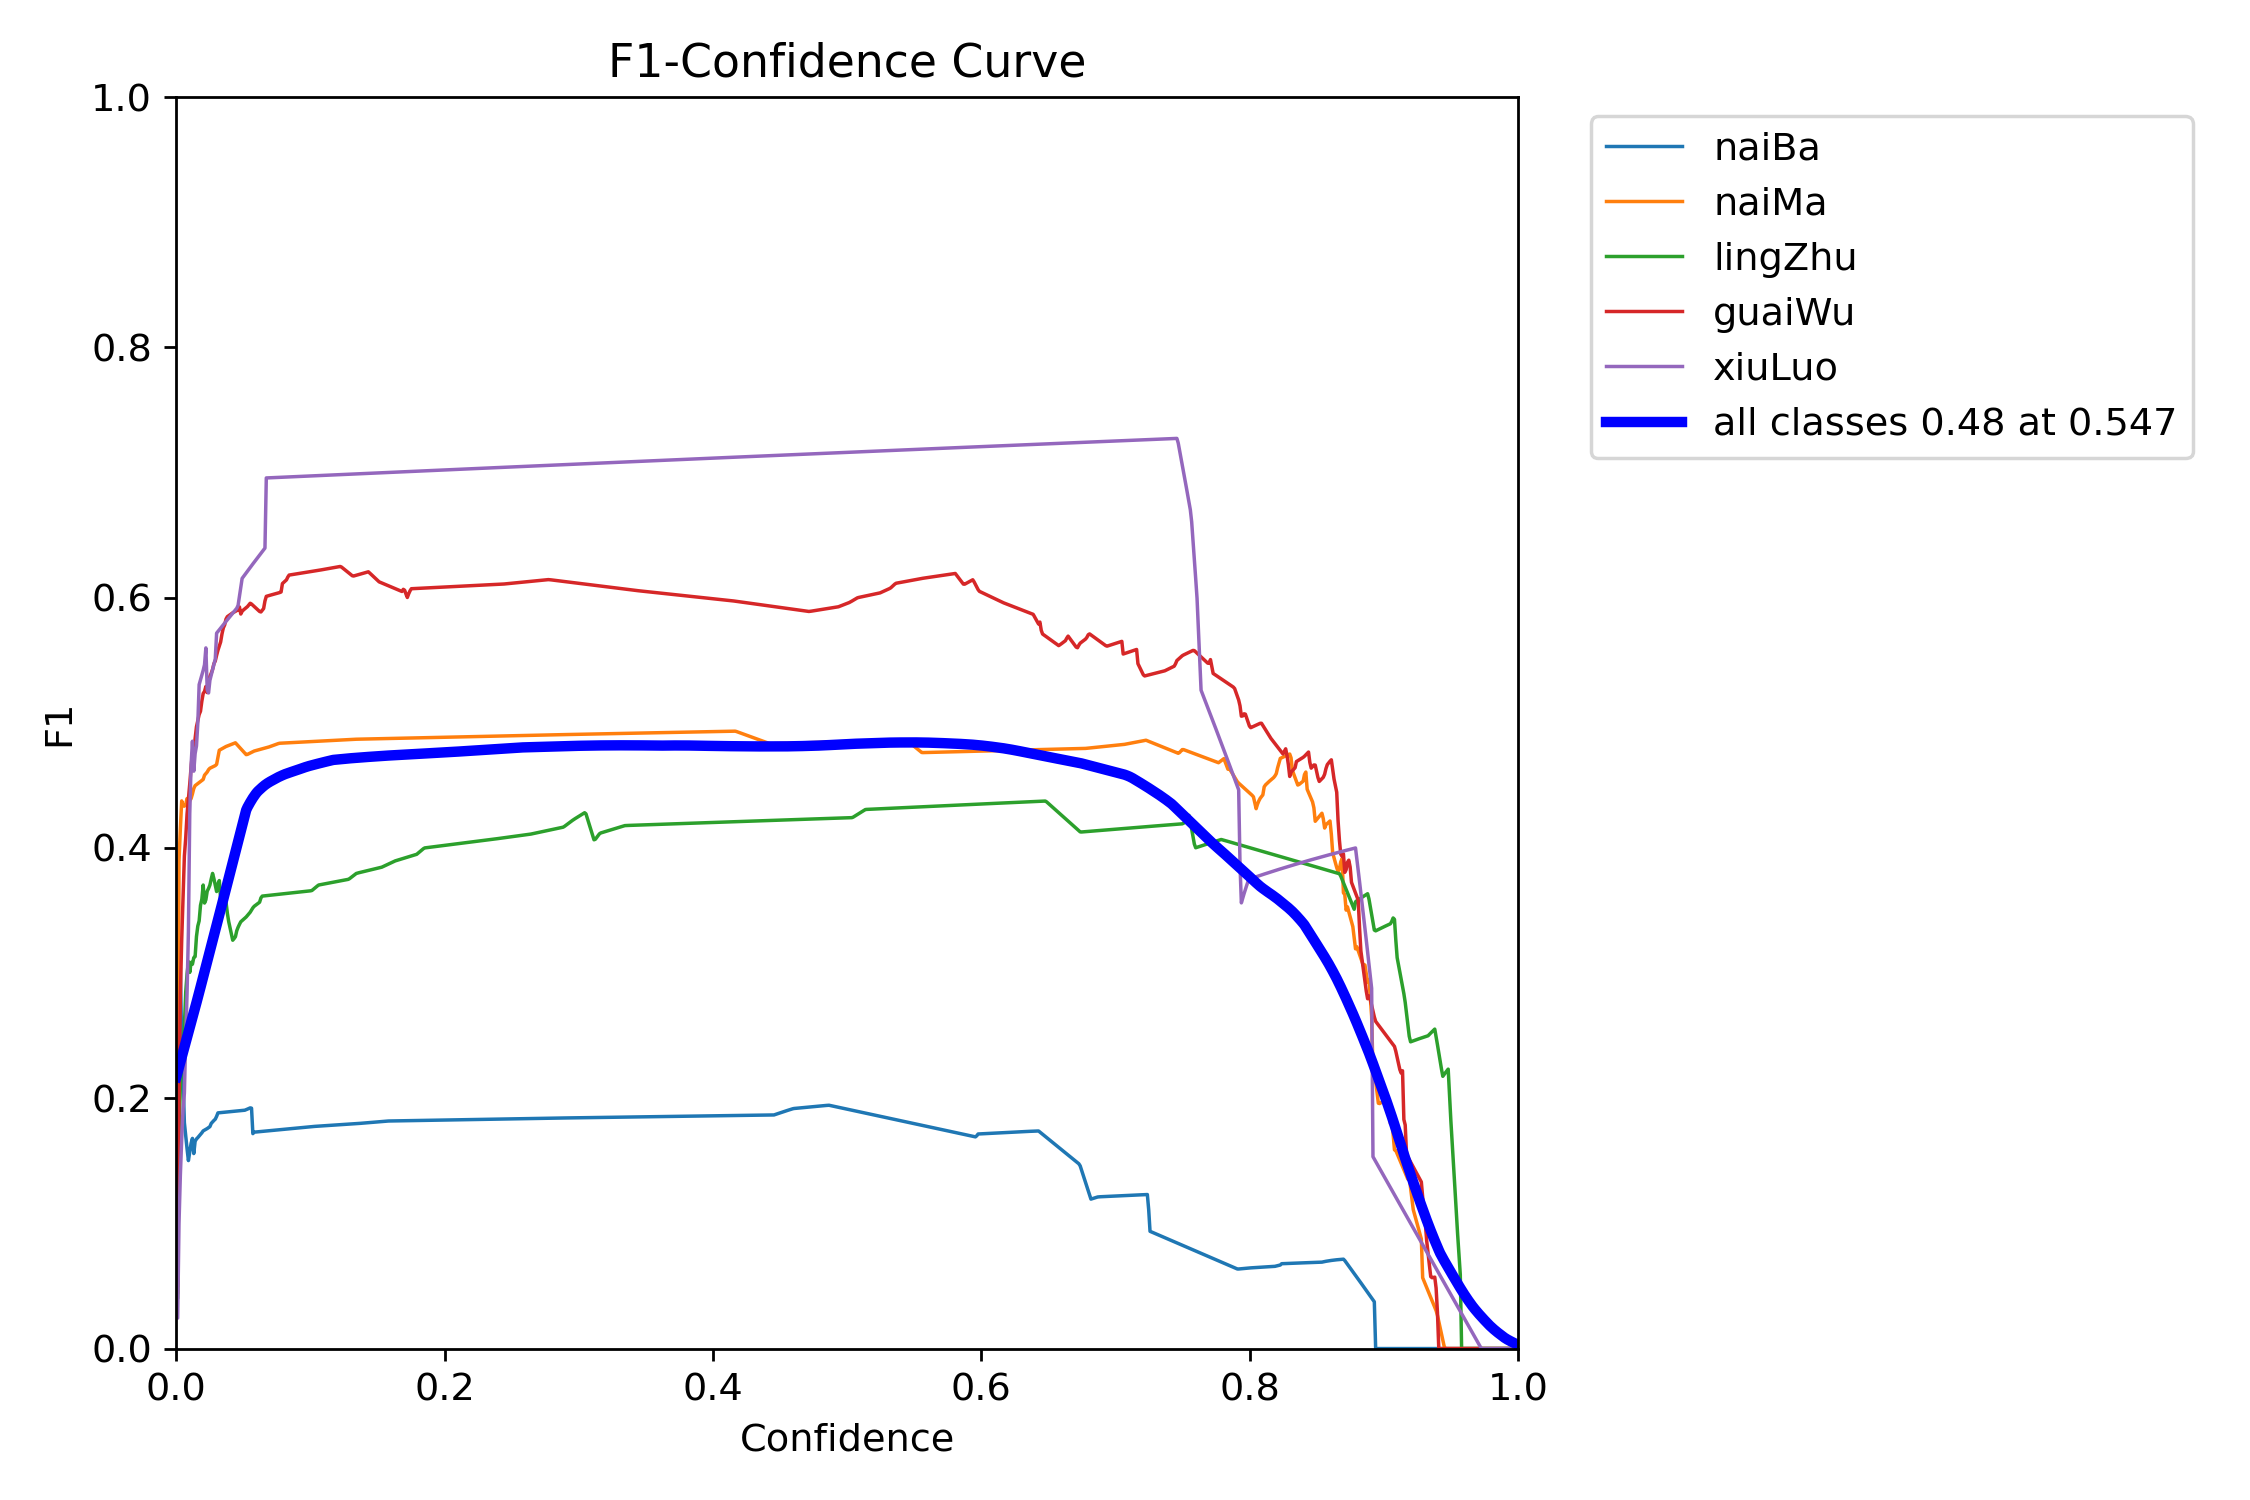 F1-Confidence Curve
1.0
0.8
0.6
0.4
0.2
0.0
F1
0.0 0.2 0.4 0.6 0.8 1.0
Confidence
naiBa
naiMa
lingZhu
guaiWu
xiuLuo
all classes 0.48 at 0.547